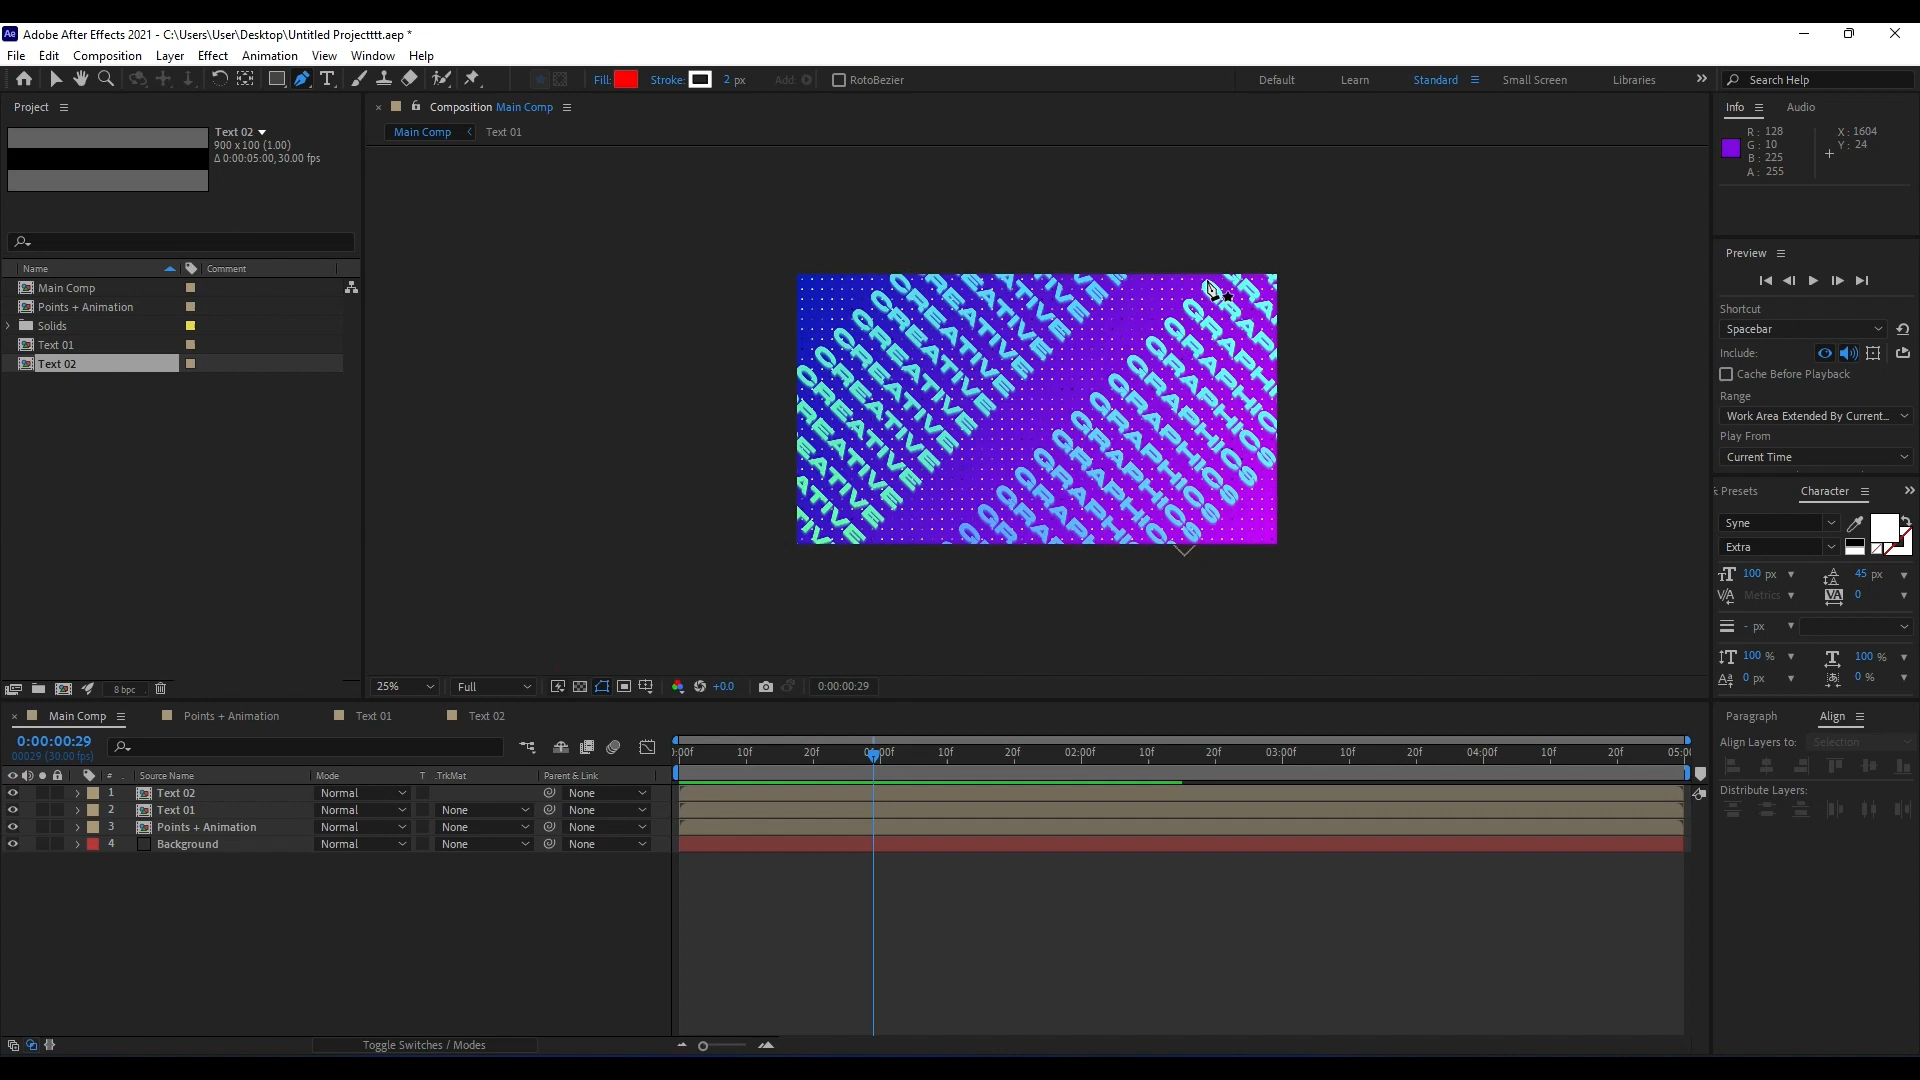 Adobe After Effects 2021 - C:\Users\User\Desktop\Untitled Projectttt.aep *
File Edit Composition Layer Effect Animation View Window Help
Fill: Stroke: 2 px Add: RotoBezier Default Learn Standard Small Screen Libraries Search Help
Project
Text 02
900 x 100 (1.00)
Δ 0:00:05:00, 30.00 fps
Name Comment
Main Comp
Points + Animation
Solids
Text 01
Text 02
8 bpc
Composition Main Comp
Main Comp Text 01
CREATIVE
GRAPHICS
25% Full +0.0 0:00:00:29
Info Audio
R: 128 X: 1604
G: 10 Y: 24
B: 225
A: 255
Preview
Shortcut
Spacebar
Include:
Cache Before Playback
Range
Work Area Extended By Current...
Play From
Current Time
Presets Character
Syne
Extra
100 px 45 px
Metrics 0
- px
100 % 100 %
0 px 0 %
Paragraph Align
Align Layers to: Selection
Distribute Layers:
Main Comp Points + Animation Text 01 Text 02
0:00:00:29
00029 (30.00 fps)
# Source Name Mode T .TrkMat Parent & Link
1 Text 02 Normal None
2 Text 01 Normal None None
3 Points + Animation Normal None None
4 Background Normal None None
10f 20f 10f 20f 02:00f 10f 20f 03:00f 10f 20f 04:00f 10f 20f
Toggle Switches / Modes